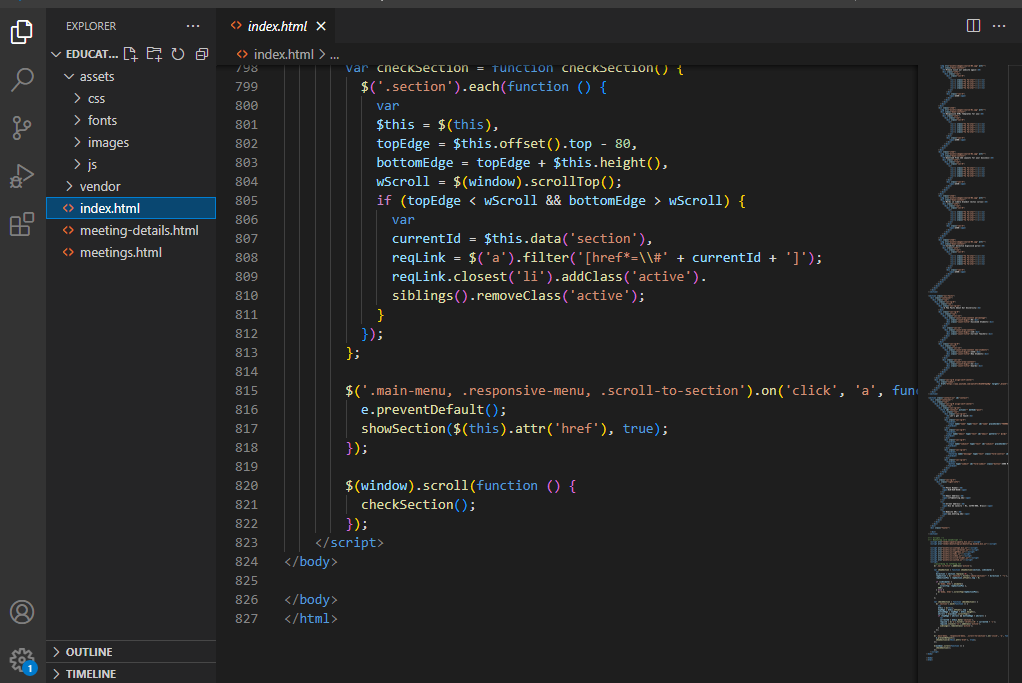 EXPLORER
EDUCAT...
assets
css
fonts
images
js
vendor
index.html
meeting-details.html
meetings.html
OUTLINE
TIMELINE
1
index.html
index.html > ...
798 var checkSection = function checkSection() {
799 $('.section').each(function () {
800 var
801 $this = $(this),
802 topEdge = $this.offset().top - 80,
803 bottomEdge = topEdge + $this.height(),
804 wScroll = $(window).scrollTop();
805 if (topEdge < wScroll && bottomEdge > wScroll) {
806 var
807 currentId = $this.data('section'),
808 reqLink = $('a').filter('[href*=\\#' + currentId + ']');
809 reqLink.closest('li').addClass('active').
810 siblings().removeClass('active');
811 }
812 });
813 };
814
815 $('.main-menu, .responsive-menu, .scroll-to-section').on('click', 'a', func
816 e.preventDefault();
817 showSection($(this).attr('href'), true);
818 });
819
820 $(window).scroll(function () {
821 checkSection();
822 });
823 </script>
824 </body>
825
826 </body>
827 </html>